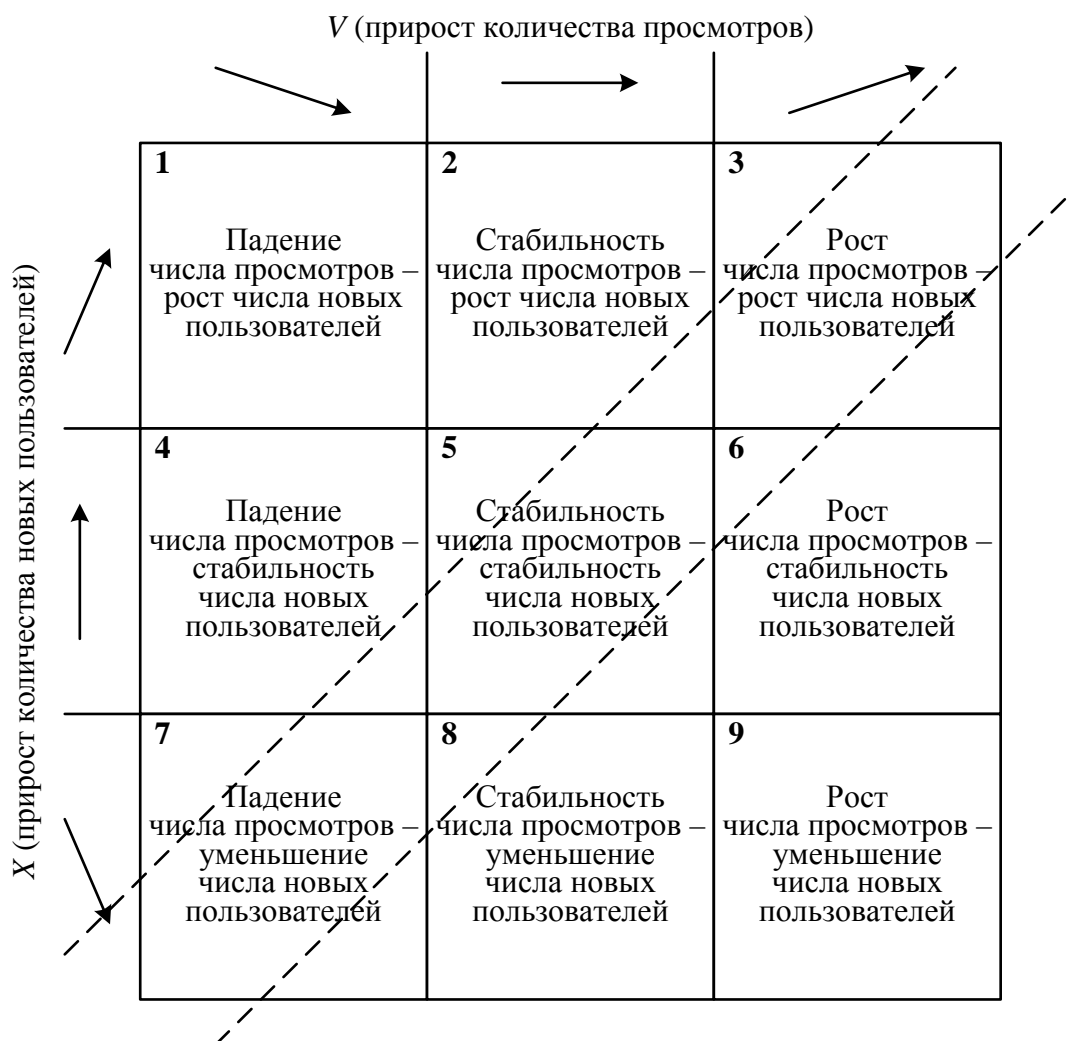 V (прирост количества просмотров)
X (прирост количества новых пользователей)
1
Падение
числа просмотров –
рост числа новых
пользователей
2
Стабильность
числа просмотров –
рост числа новых
пользователей
3
Рост
числа просмотров –
рост числа новых
пользователей
4
Падение
числа просмотров –
стабильность
числа новых
пользователей
5
Стабильность
числа просмотров –
стабильность
числа новых
пользователей
6
Рост
числа просмотров –
стабильность
числа новых
пользователей
7
Падение
числа просмотров –
уменьшение
числа новых
пользователей
8
Стабильность
числа просмотров –
уменьшение
числа новых
пользователей
9
Рост
числа просмотров –
уменьшение
числа новых
пользователей